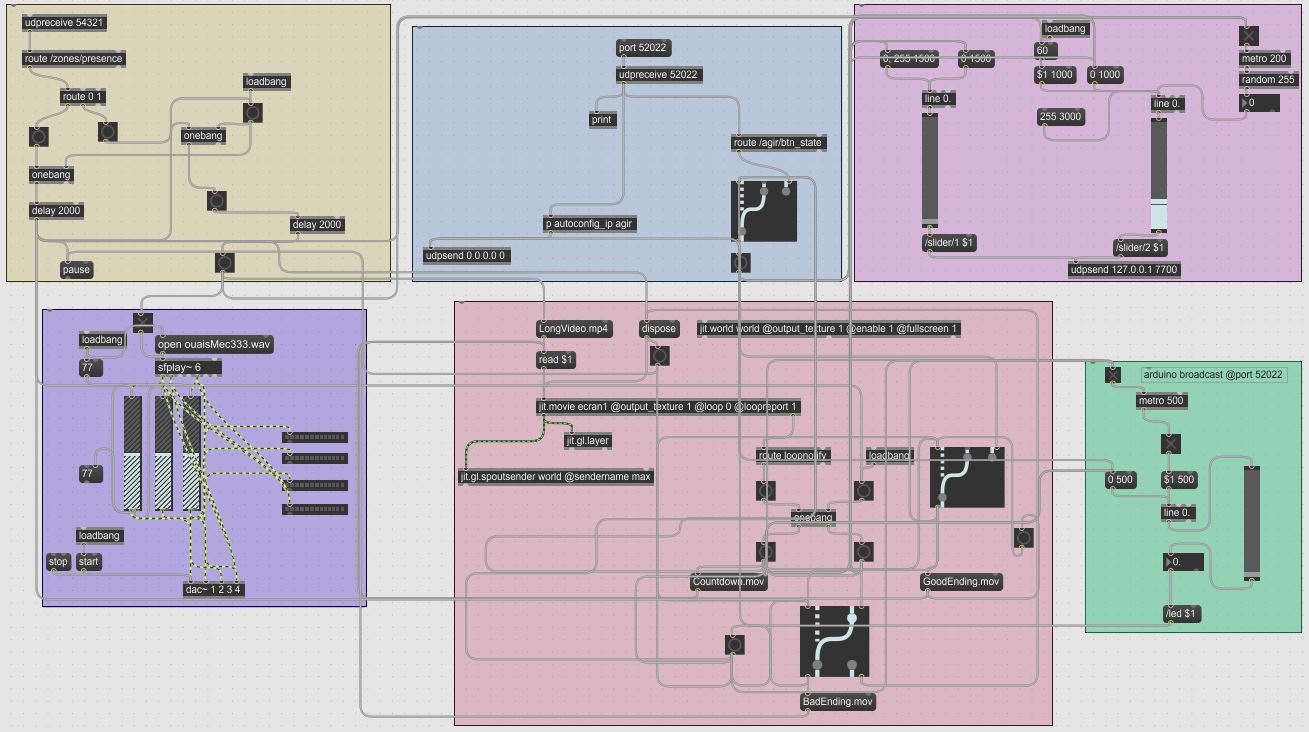 udpreceive 54321
route /zones/presence
route 0 1
loadbang
onebang
onebang
delay 2000
delay 2000
pause
port 52022
udpreceive 52022
print
route /agir/btn_state
p autoconfig_ip agir
udpsend 0.0.0.0 0
loadbang
0, 255 1500
0 1500
60
$1 1000
0 1000
metro 200
random 255
0
line 0.
line 0.
255 3000
/slider/1 $1
/slider/2 $1
udpsend 127.0.0.1 7700
loadbang
open ouaisMec333.wav
77
sfplay~ 6
77
loadbang
stop
start
dac~ 1 2 3 4
LongVideo.mp4
dispose
jit.world world @output_texture 1 @enable 1 @fullscreen 1
read $1
jit.movie ecran1 @output_texture 1 @loop 0 @loopreport 1
jit.gl.layer
jit.gl.spoutsender world @sendername max
route loopnotify
loadbang
onebang
Countdown.mov
GoodEnding.mov
BadEnding.mov
arduino broadcast @port 52022
metro 500
0 500
$1 500
line 0.
0.
/led $1